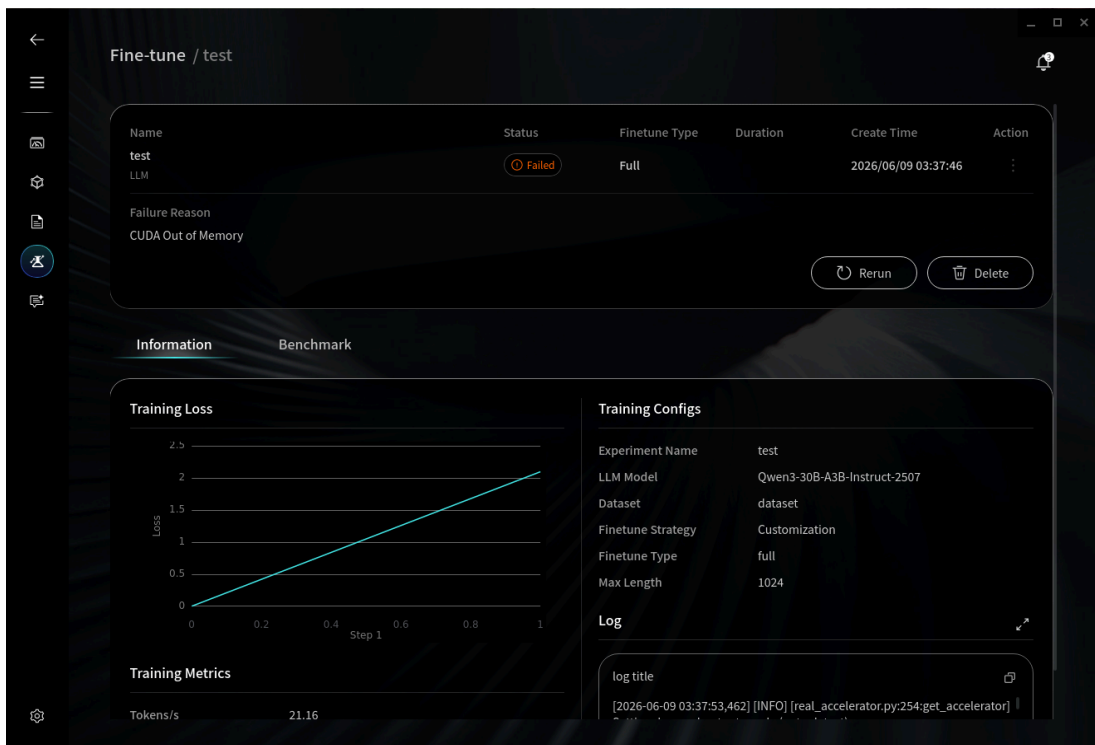 Fine-tune / test
3
Name Status Finetune Type Duration Create Time Action
test Failed Full 2026/06/09 03:37:46
LLM
Failure Reason
CUDA Out of Memory
Rerun Delete
Information Benchmark
Training Loss
2.5
2
1.5
1
0.5
0
Loss
0 0.2 0.4 0.6 0.8 1
Step 1
Training Metrics
Tokens/s 21.16
Training Configs
Experiment Name test
LLM Model Qwen3-30B-A3B-Instruct-2507
Dataset dataset
Finetune Strategy Customization
Finetune Type full
Max Length 1024
Log
log title
[2026-06-09 03:37:53,462] [INFO] [real_accelerator.py:254:get_accelerator]